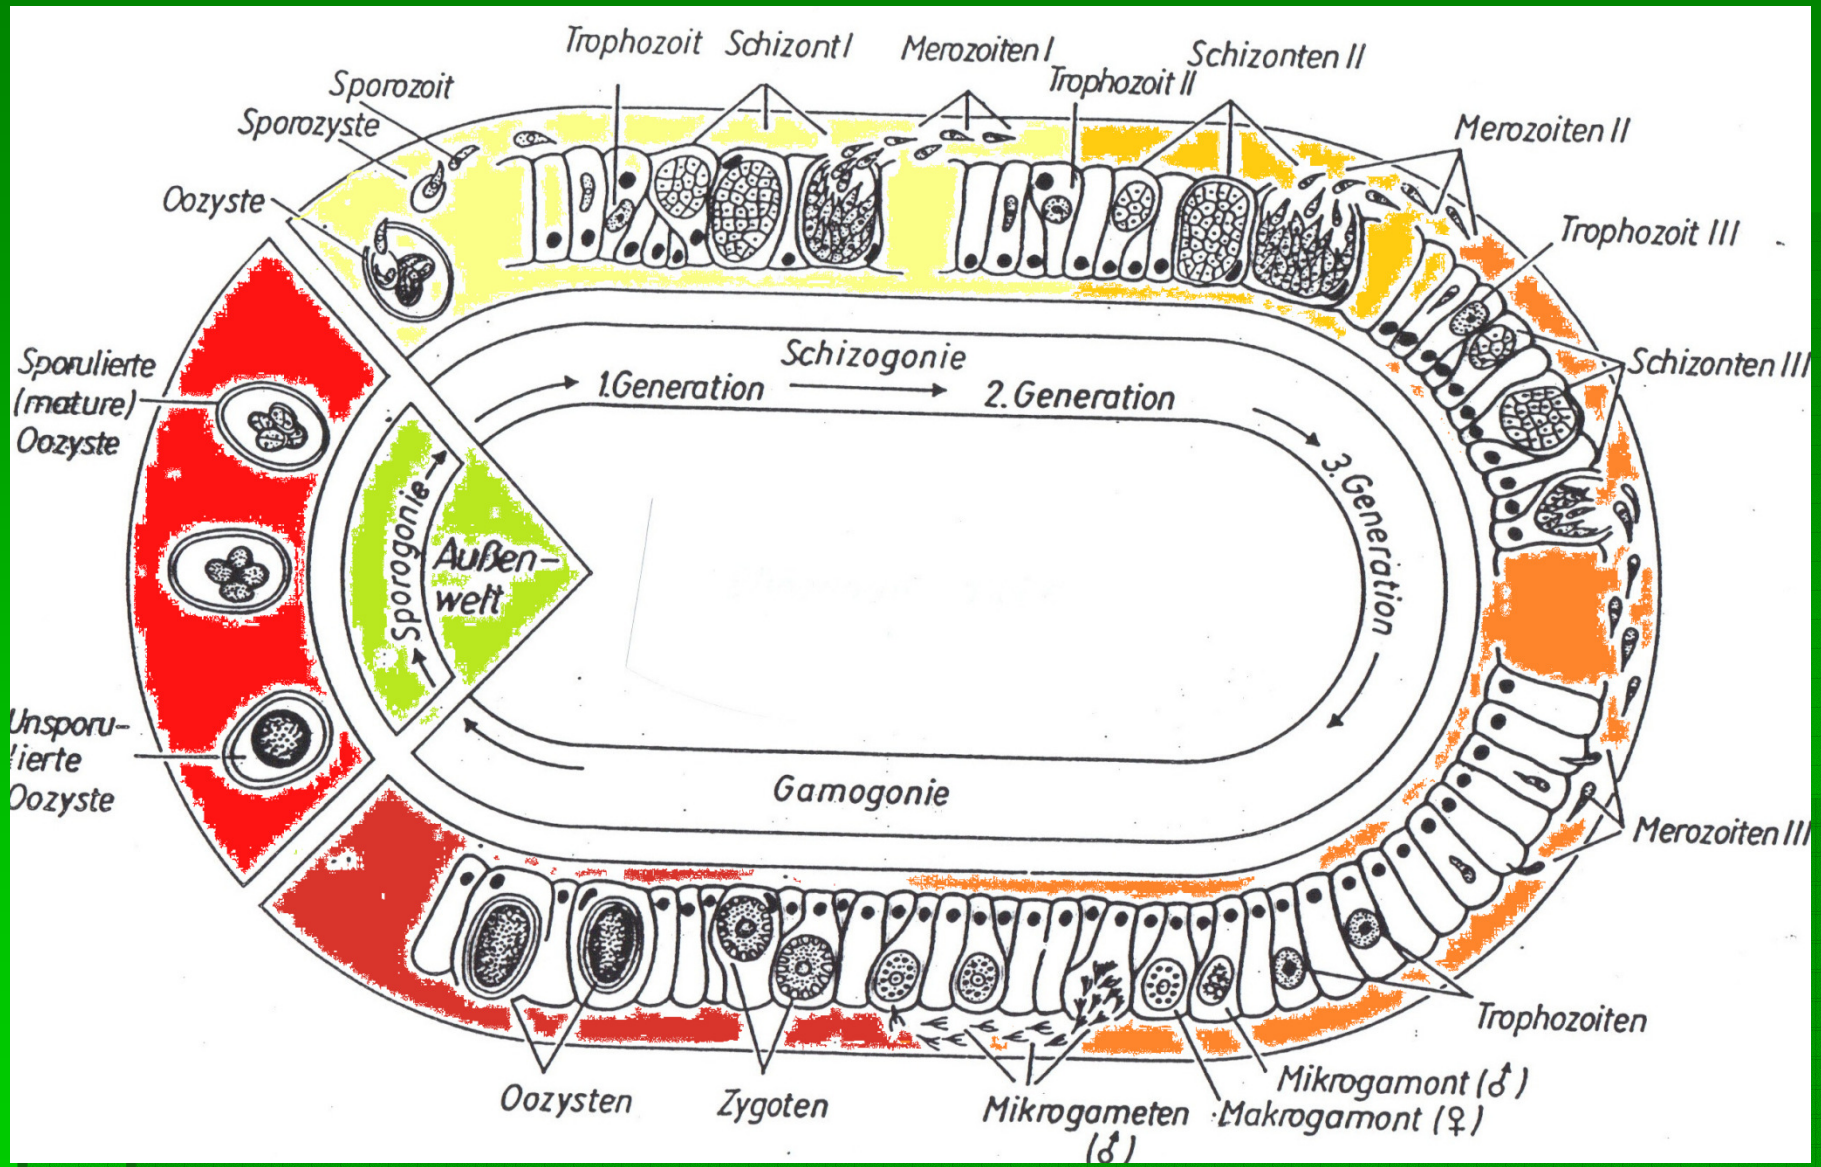 Trophozoit
Schizont I
Merozoiten I
Schizonten II
Trophozoit II
Sporozoit
Sporozyste
Merozoiten II
Oozyste
Trophozoit III
Sporulierte
(mature)
Oozyste
Schizogonie
1.Generation
2. Generation
Schizonten III
3. Generation
Sporogonie
Außen-
welt
Unsporu-
lierte
Oozyste
Gamogonie
Merozoiten III
Trophozoiten
Mikrogamont (♂)
Oozysten
Zygoten
Mikrogameten
(♂)
Makrogamont (♀)